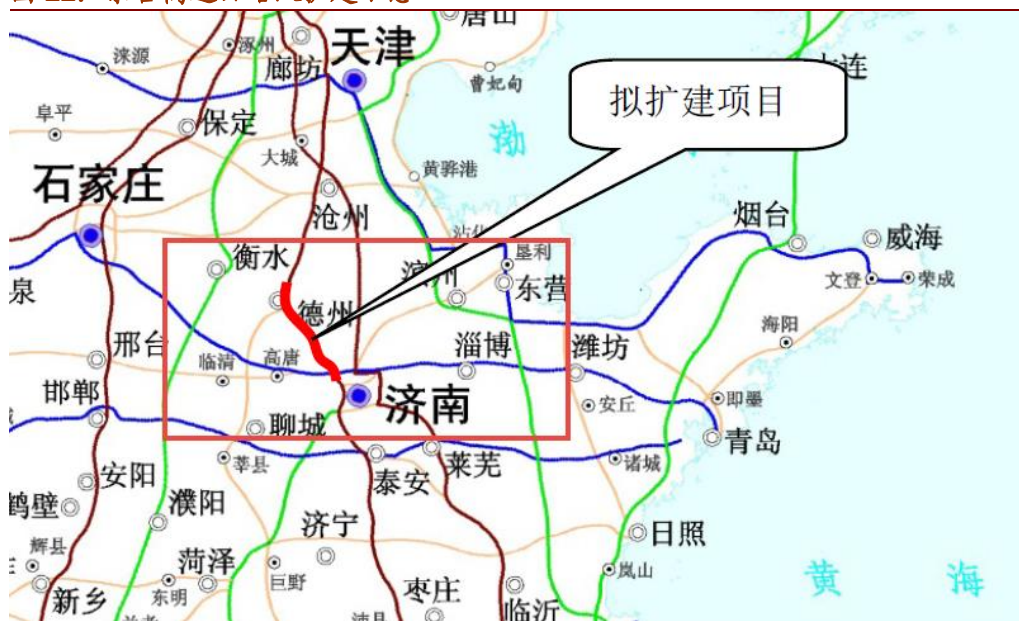 唐山
天津
涿州
涞源
廊坊
曹妃甸
大连
拟扩建项目
阜平
保定
渤
大城
黄骅港
石家庄
沧州
沾化
烟台
威海
衡水
滨州
垦利
文登
荣成
泉
德州
东营
海阳
邢台
临清
高唐
淄博
潍坊
邯郸
济南
安丘
即墨
聊城
青岛
莘县
泰安
莱芜
诸城
安阳
鹤壁
濮阳
济宁
日照
辉县
菏泽
巨野
岚山
黄
海
新乡
东明
枣庄
临沂